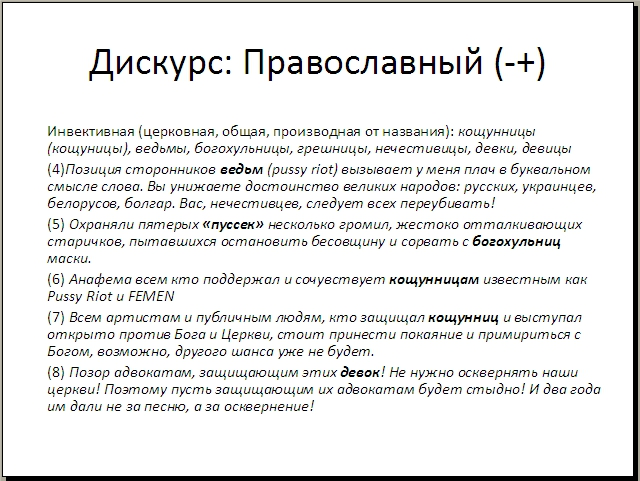 Дискурс: Православный (-+)
Инвективная (церковная, общая, производная от названия): кощунницы
(кощуницы), ведьмы, богохульницы, грешницы, нечестивицы, девки, девицы
(4)Позиция сторонников ведьм (pussy riot) вызывает у меня плач в буквальном
смысле слова. Вы унижаете достоинство великих народов: русских, украинцев,
белорусов, болгар. Вас, нечестивцев, следует всех переубивать!
(5) Охраняли пятерых «пуссек» несколько громил, жестоко отталкивающих
старичков, пытавшихся остановить бесовщину и сорвать с богохульниц
маски.
(6) Анафема всем кто поддержал и сочувствует кощунницам известным как
Pussy Riot и FEMEN
(7) Всем артистам и публичным людям, кто защищал кощунниц и выступал
открыто против Бога и Церкви, стоит принести покаяние и примириться с
Богом, возможно, другого шанса уже не будет.
(8) Позор адвокатам, защищающим этих девок! Не нужно осквернять наши
церкви! Поэтому пусть защищающим их адвокатам будет стыдно! И два года
им дали не за песню, а за осквернение!